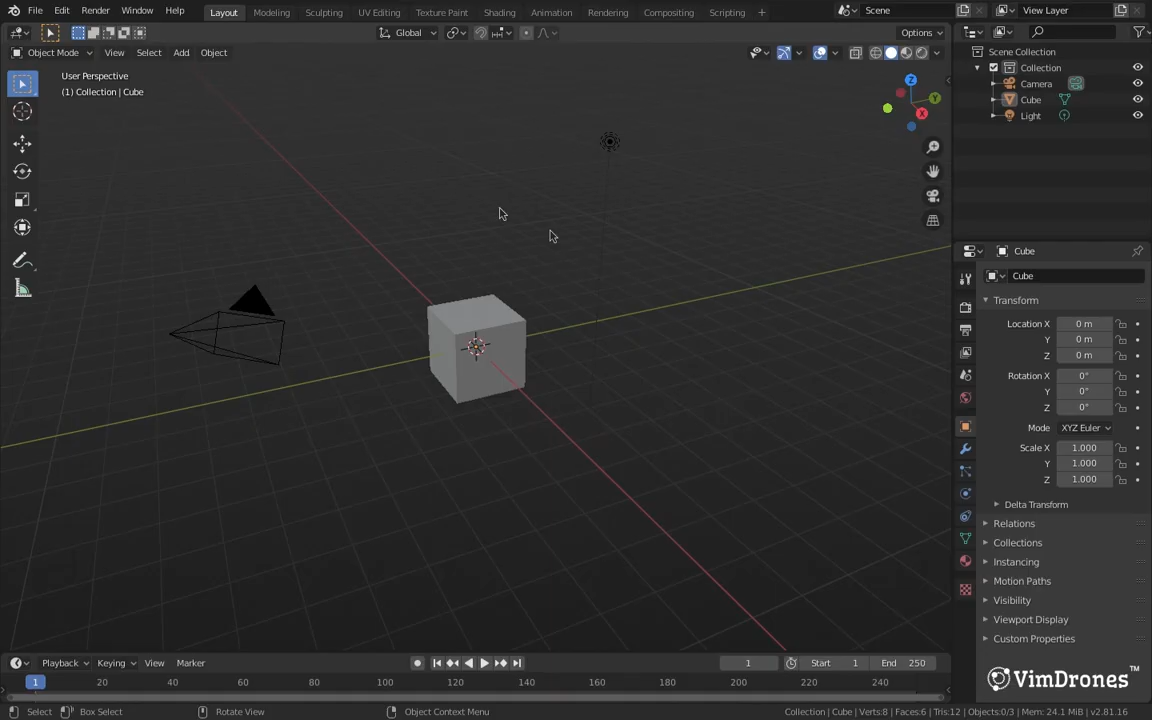 File Edit Render Window Help Layout Modeling Sculpting UV Editing Texture Paint Shading Animation Rendering Compositing Scripting + Scene View Layer
Global Options
Object Mode View Select Add Object
User Perspective
(1) Collection | Cube
Z
Y
X
Scene Collection
Collection
Camera
Cube
Light
Cube
Cube
Transform
Location X 0 m
Y 0 m
Z 0 m
Rotation X 0°
Y 0°
Z 0°
Mode XYZ Euler
Scale X 1.000
Y 1.000
Z 1.000
Delta Transform
Relations
Collections
Instancing
Motion Paths
Visibility
Viewport Display
Custom Properties
Playback Keying View Marker 1 Start 1 End 250
1 20 40 60 80 100 120 140 160 180 200 220 240
VimDrones™
Select Box Select Rotate View Object Context Menu Collection | Cube | Verts:8 | Faces:6 | Tris:12 | Objects:0/3 | Mem: 24.1 MiB | v2.81.16